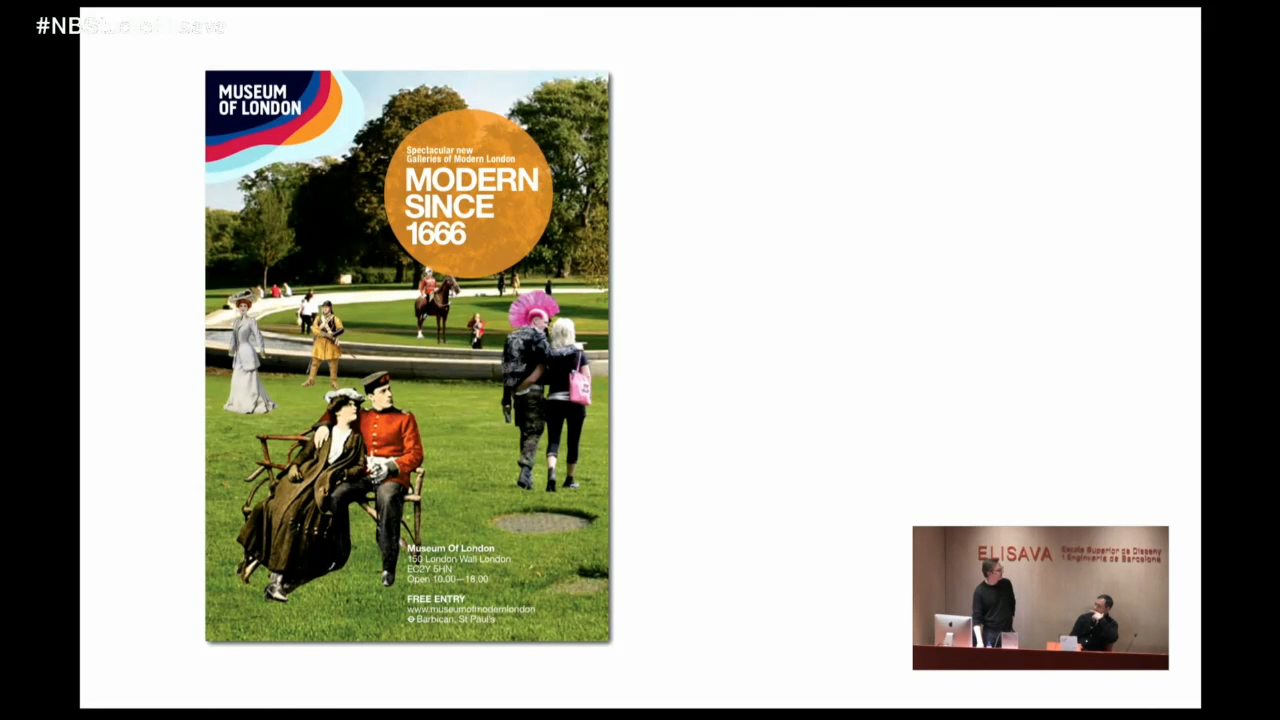 MUSEUM
OF LONDON
Spectacular new
Galleries of Modern London
MODERN
SINCE
1666
Museum Of London
150 London Wall London
EC2Y 5HN
Open 10.00—18.00
FREE ENTRY
www.museumofmodernlondon
Barbican, St Paul's
ELISAVA
Escola Superior de Disseny
i Enginyeria de Barcelona